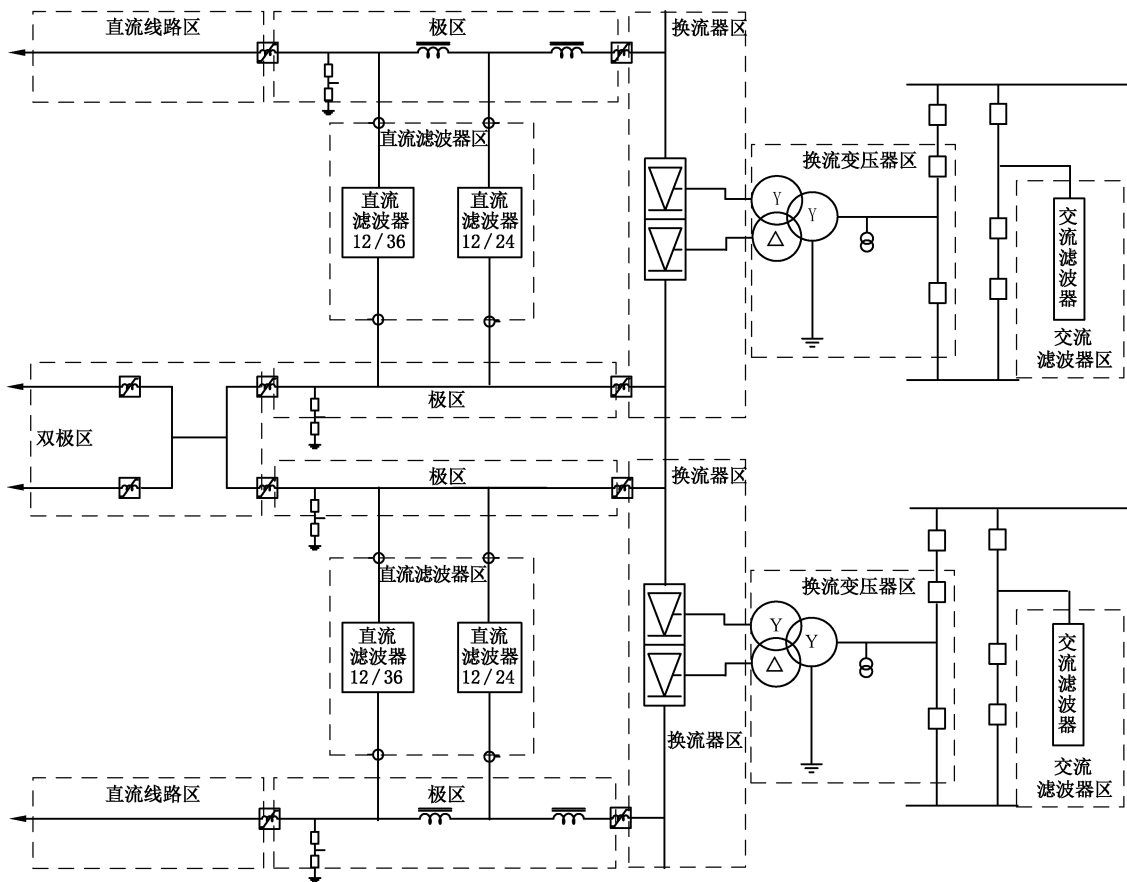 直流线路区
极区
换流器区
直流滤波器区
换流变压器区
直流
滤波器
12/36
直流
滤波器
12/24
Y
Y
△
交流滤波器
交流
滤波器区
极区
双极区
极区
换流器区
直流滤波器区
换流变压器区
直流
滤波器
12/36
直流
滤波器
12/24
Y
Y
△
交流滤波器
换流器区
交流
滤波器区
直流线路区
极区